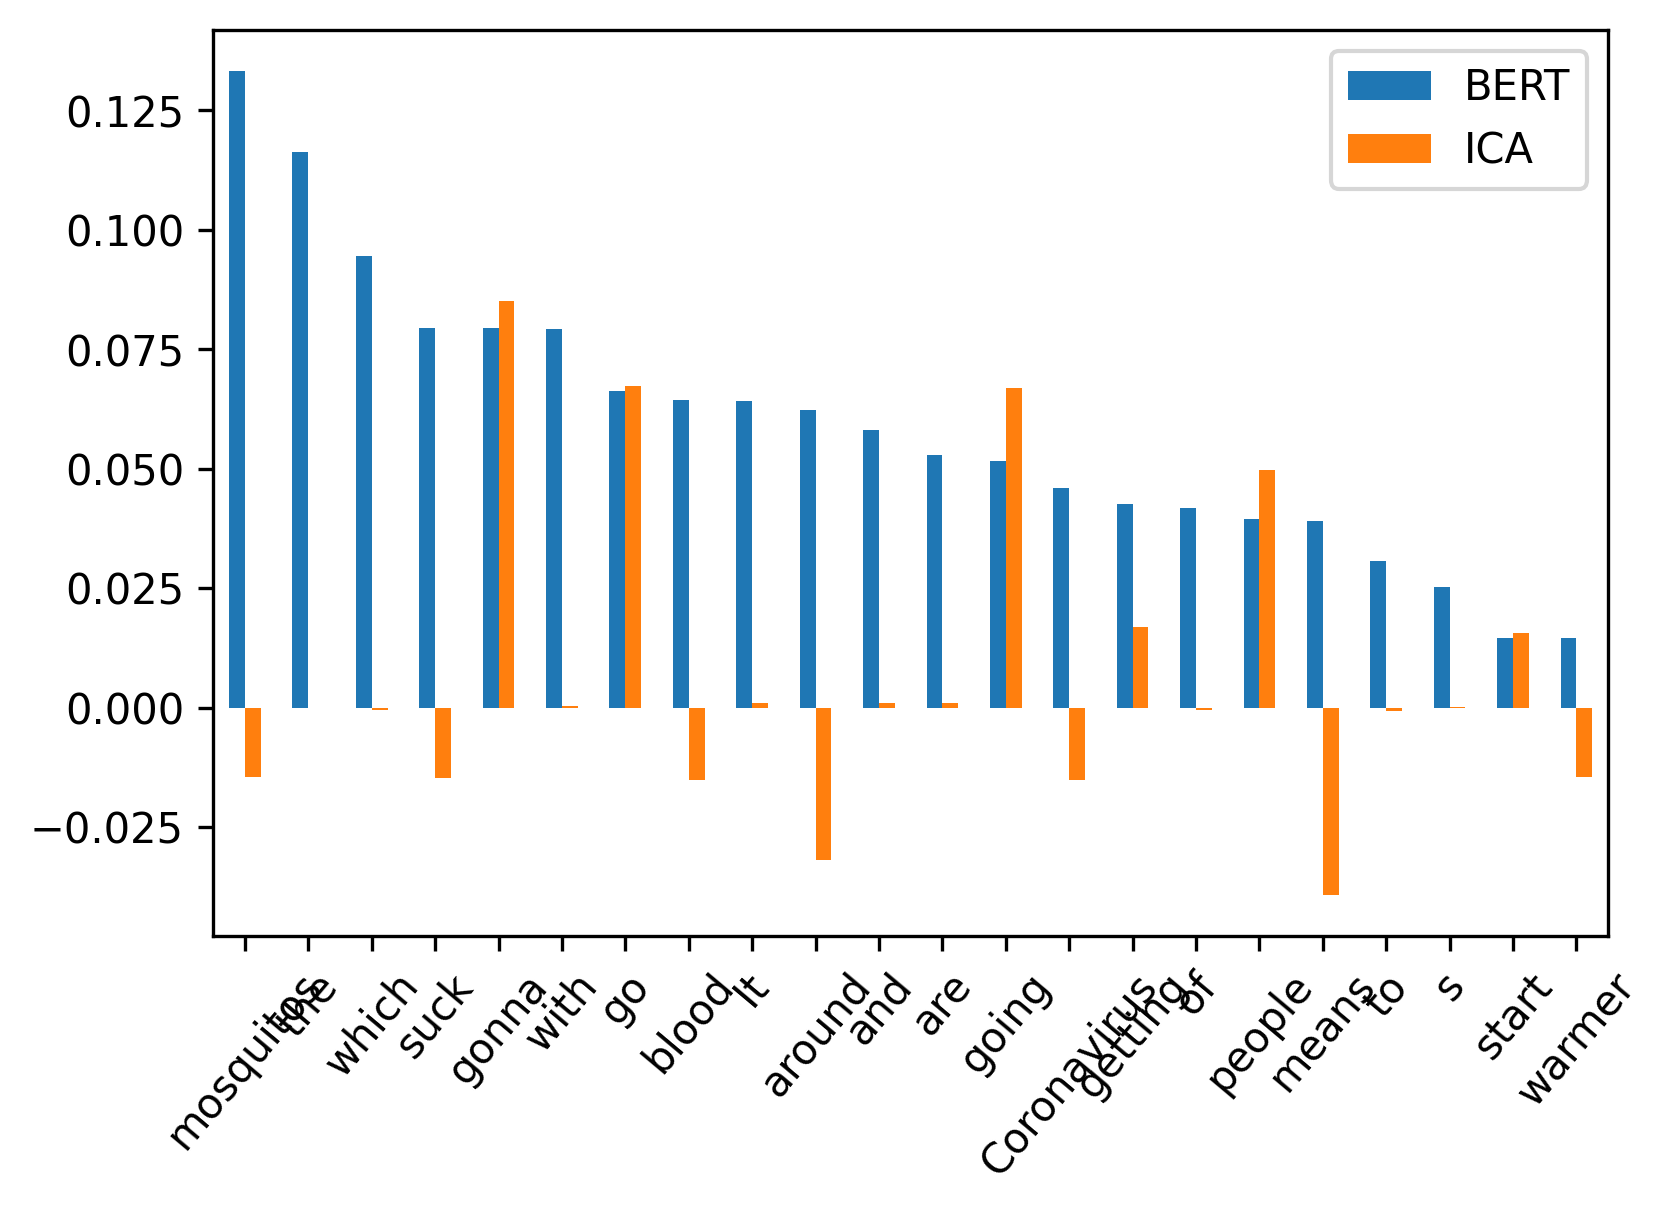 BERT
ICA
0.125
0.100
0.075
0.050
0.025
0.000
−0.025
mosquitos
the
which
suck
gonna
with
go
blood
It
around
and
are
going
Coronavirus
getting
of
people
means
to
s
start
warmer